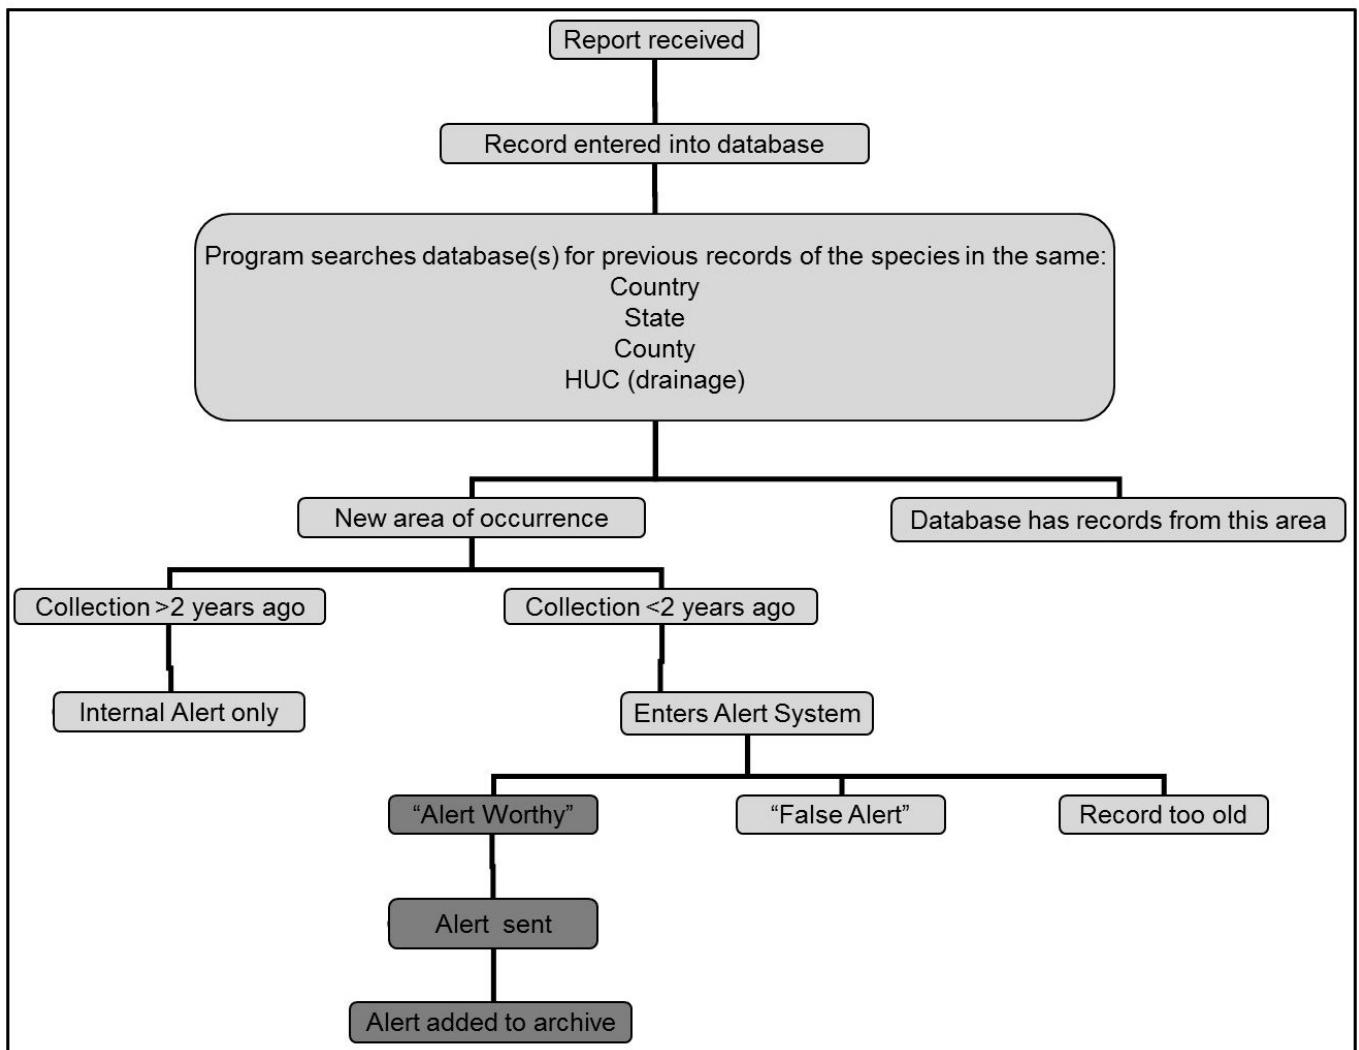 Report received
Record entered into database
Program searches database(s) for previous records of the species in the same:
Country
State
County
HUC (drainage)
New area of occurrence
Database has records from this area
Collection >2 years ago
Collection <2 years ago
Internal Alert only
Enters Alert System
“Alert Worthy”
“False Alert”
Record too old
Alert sent
Alert added to archive